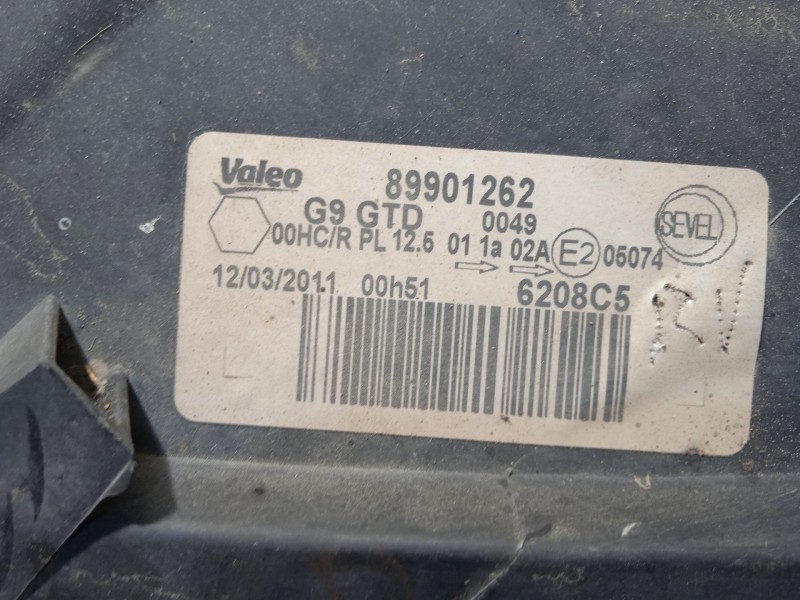 Valeo 89901262
G9 GTD 0049 SEVEL
00HC/R PL 12.5 01 1a 02A E2 05074
12/03/2011 00h51 6208C5